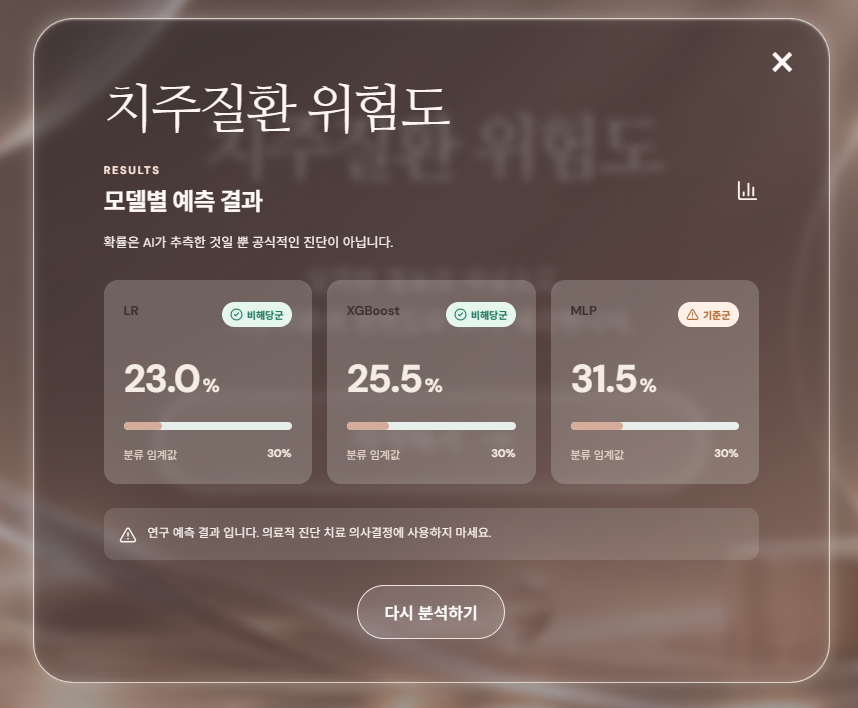 치주질환 위험도
RESULTS
모델별 예측 결과
확률은 AI가 추측한 것일 뿐 공식적인 진단이 아닙니다.
LR 비해당군
23.0%
분류 임계값 30%
XGBoost 비해당군
25.5%
분류 임계값 30%
MLP 기준군
31.5%
분류 임계값 30%
연구 예측 결과 입니다. 의료적 진단 치료 의사결정에 사용하지 마세요.
다시 분석하기